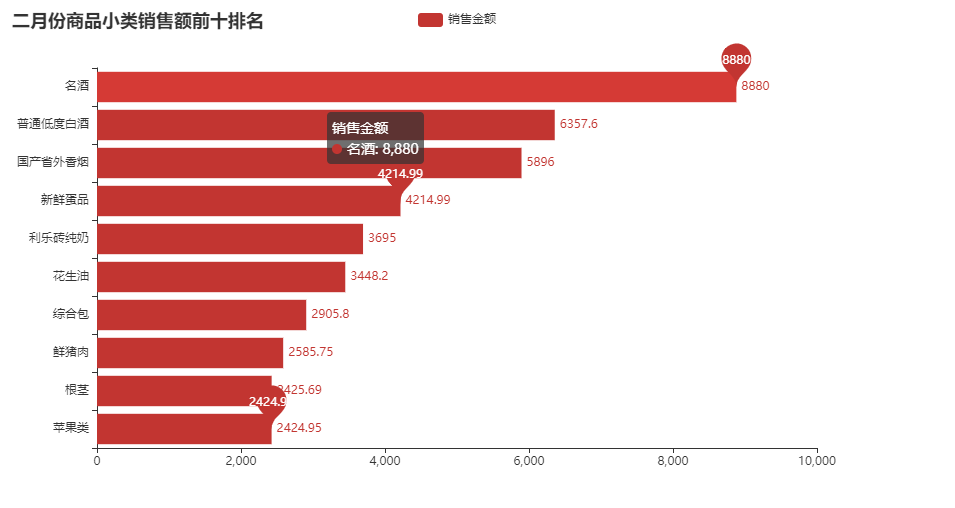 二月份商品小类销售额前十排名
销售金额
8880
名酒
8880
普通低度白酒
6357.6
销售金额
名酒: 8,880
国产省外香烟
5896
4214.99
新鲜蛋品
4214.99
利乐砖纯奶
3695
花生油
3448.2
综合包
2905.8
鲜猪肉
2585.75
根茎
2425.69
2424.9
苹果类
2424.95
0 2,000 4,000 6,000 8,000 10,000